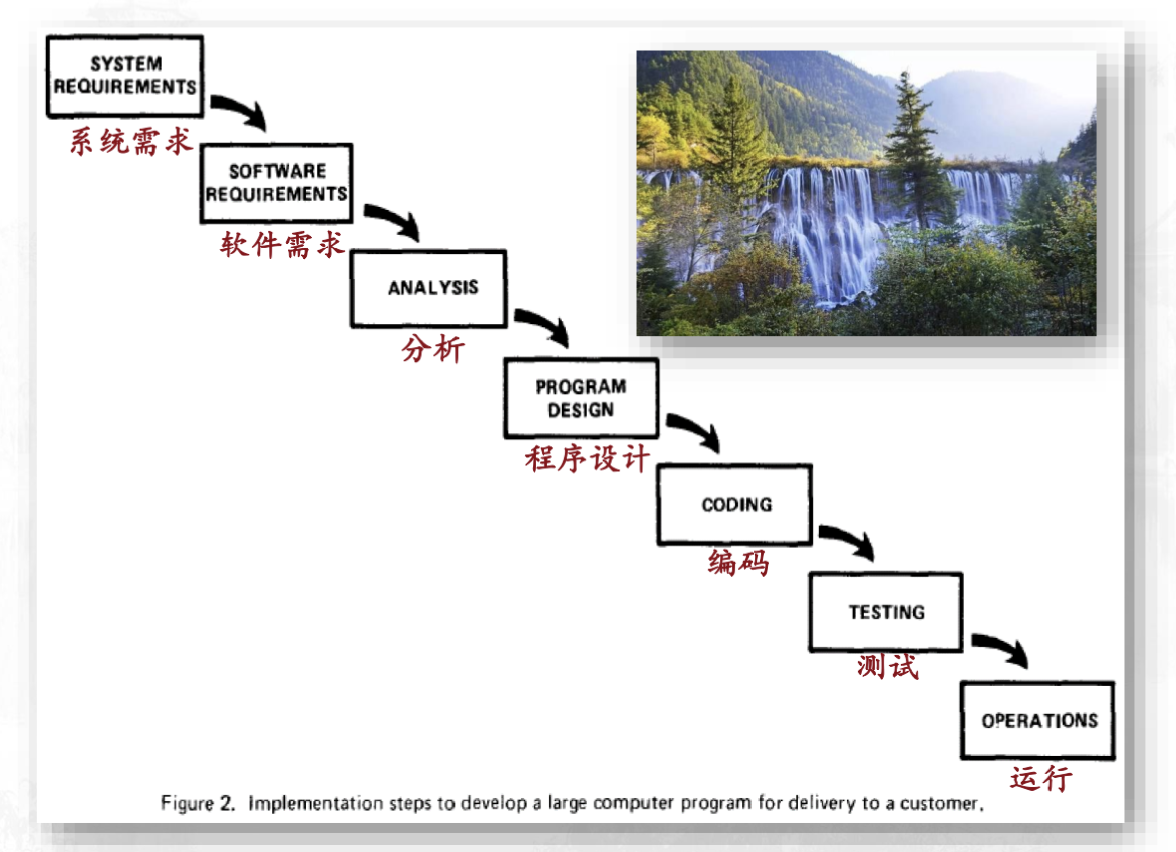 SYSTEM
REQUIREMENTS
系统需求
SOFTWARE
REQUIREMENTS
软件需求
ANALYSIS
分析
PROGRAM
DESIGN
程序设计
CODING
编码
TESTING
测试
OPERATIONS
运行
Figure 2. Implementation steps to develop a large computer program for delivery to a customer.